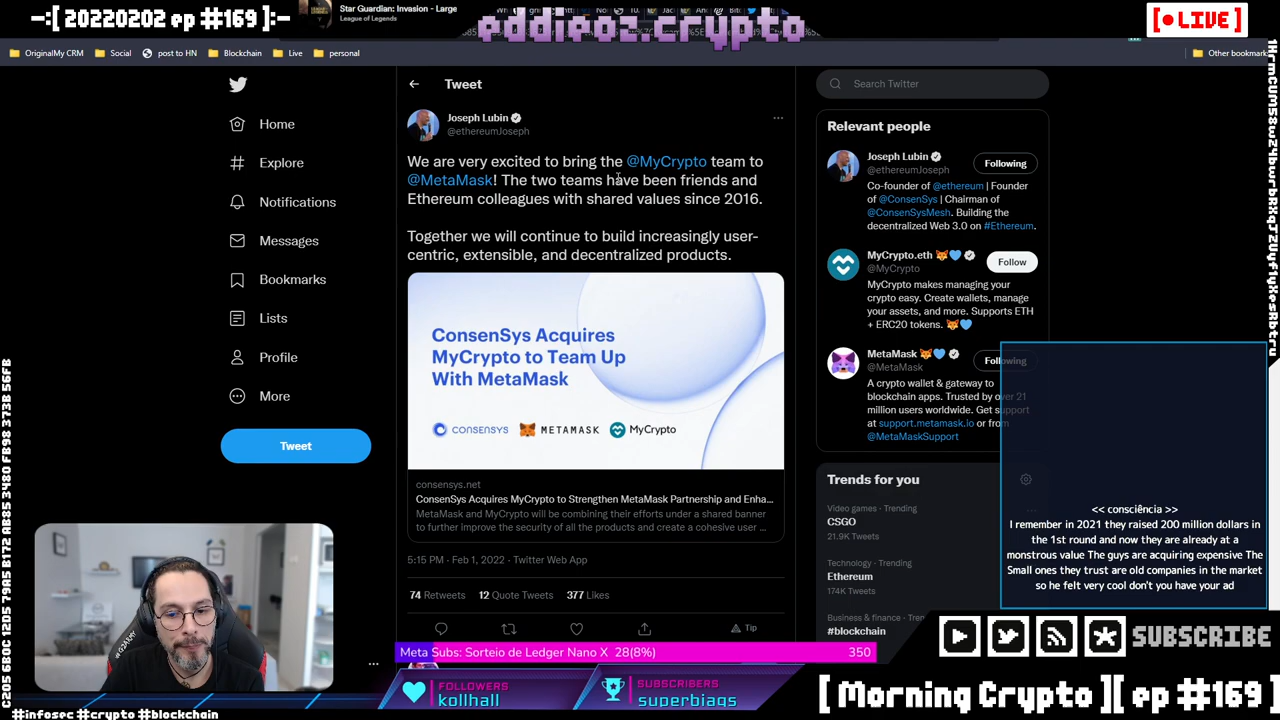 -:[ 20220202 ep #169 ]:-
Star Guardian: Invasion - Large
League of Legends
eddieoz.crypto
[ LIVE ]
OriginalMy CRM
Social
post to HN
Blockchain
Live
personal
Other bookmark
Home
Explore
Notifications
Messages
Bookmarks
Lists
Profile
More
Tweet
Tweet
Joseph Lubin
@ethereumJoseph
We are very excited to bring the @MyCrypto team to
@MetaMask! The two teams have been friends and
Ethereum colleagues with shared values since 2016.
Together we will continue to build increasingly user-
centric, extensible, and decentralized products.
ConsenSys Acquires
MyCrypto to Team Up
With MetaMask
CONSENSYS
METAMASK
MyCrypto
consensys.net
ConsenSys Acquires MyCrypto to Strengthen MetaMask Partnership and Enha...
MetaMask and MyCrypto will be combining their efforts under a shared banner
to further improve the security of all the products and create a cohesive user ...
5:15 PM · Feb 1, 2022 · Twitter Web App
74 Retweets 12 Quote Tweets 377 Likes
Tip
Search Twitter
Relevant people
Joseph Lubin
@ethereumJoseph
Following
Co-founder of @ethereum | Founder
of @ConsenSys | Chairman of
@ConsenSysMesh. Building the
decentralized Web 3.0 on #Ethereum.
MyCrypto.eth
@MyCrypto
Follow
MyCrypto makes managing your
crypto easy. Create wallets, manage
your assets, and more. Supports ETH
+ ERC20 tokens.
MetaMask
@MetaMask
Following
A crypto wallet & gateway to
blockchain apps. Trusted by over 21
million users worldwide. Get support
at support.metamask.io or from
@MetaMaskSupport
Trends for you
Video games · Trending
CSGO
21.9K Tweets
Technology · Trending
Ethereum
174K Tweets
Business & finance · Trending
#blockchain
<< consciência >>
I remember in 2021 they raised 200 million dollars in
the 1st round and now they are already at a
monstrous value The guys are acquiring expensive The
Small ones they trust are old companies in the market
so he felt very cool don't you have your ad
SUBSCRIBE
Meta Subs: Sorteio de Ledger Nano X 28(8%) 350
FOLLOWERS
kollhall
SUBSCRIBERS
superbiaqs
[ Morning Crypto ][ ep #169 ]
#infosec #crypto #blockchain